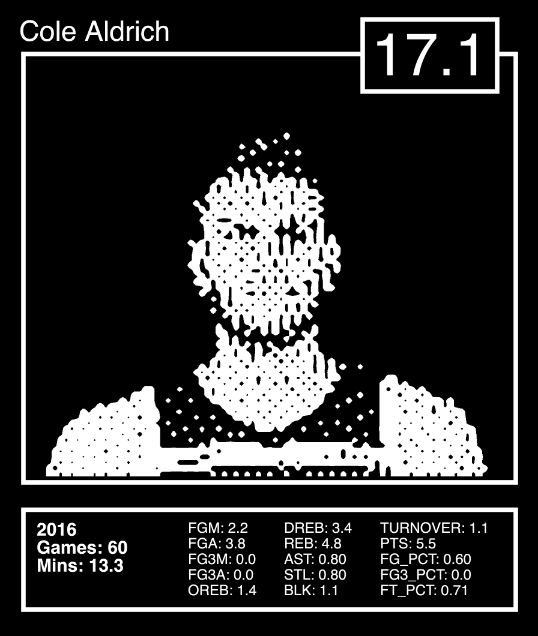 Cole Aldrich
17.1
2016
Games: 60
Mins: 13.3
FGM: 2.2
FGA: 3.8
FG3M: 0.0
FG3A: 0.0
OREB: 1.4
DREB: 3.4
REB: 4.8
AST: 0.80
STL: 0.80
BLK: 1.1
TURNOVER: 1.1
PTS: 5.5
FG_PCT: 0.60
FG3_PCT: 0.0
FT_PCT: 0.71